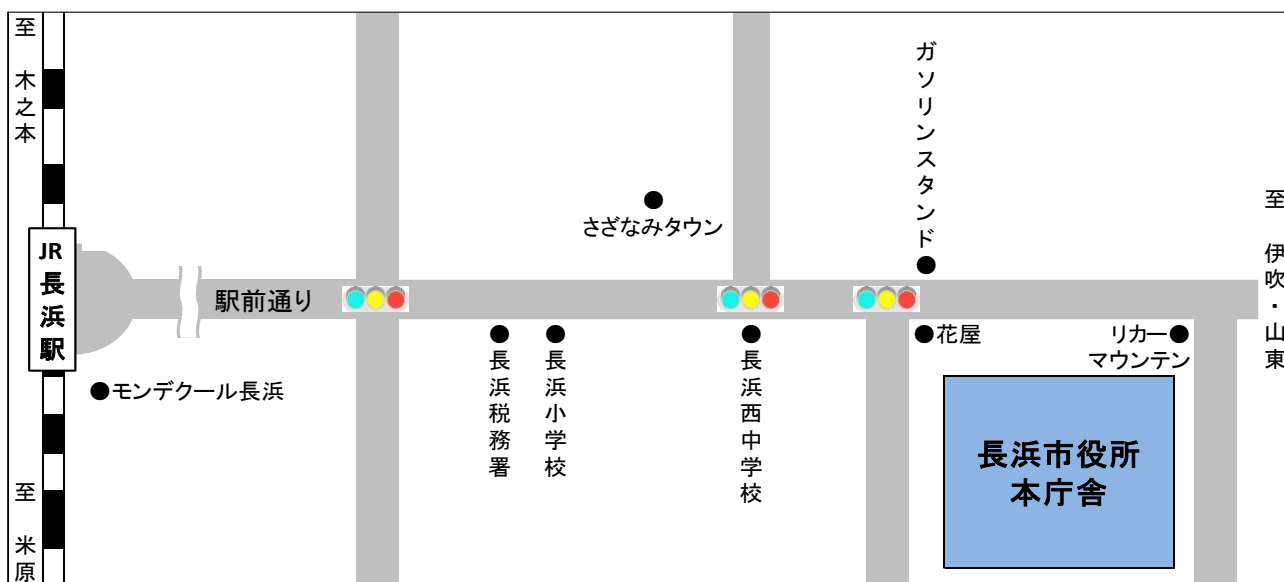 至 木之本
JR長浜駅
至 米原
駅前通り
モンデクール長浜
長浜税務署
長浜小学校
さざなみタウン
長浜西中学校
ガソリンスタンド
花屋
リカー
マウンテン
長浜市役所
本庁舎
至 伊吹・山東